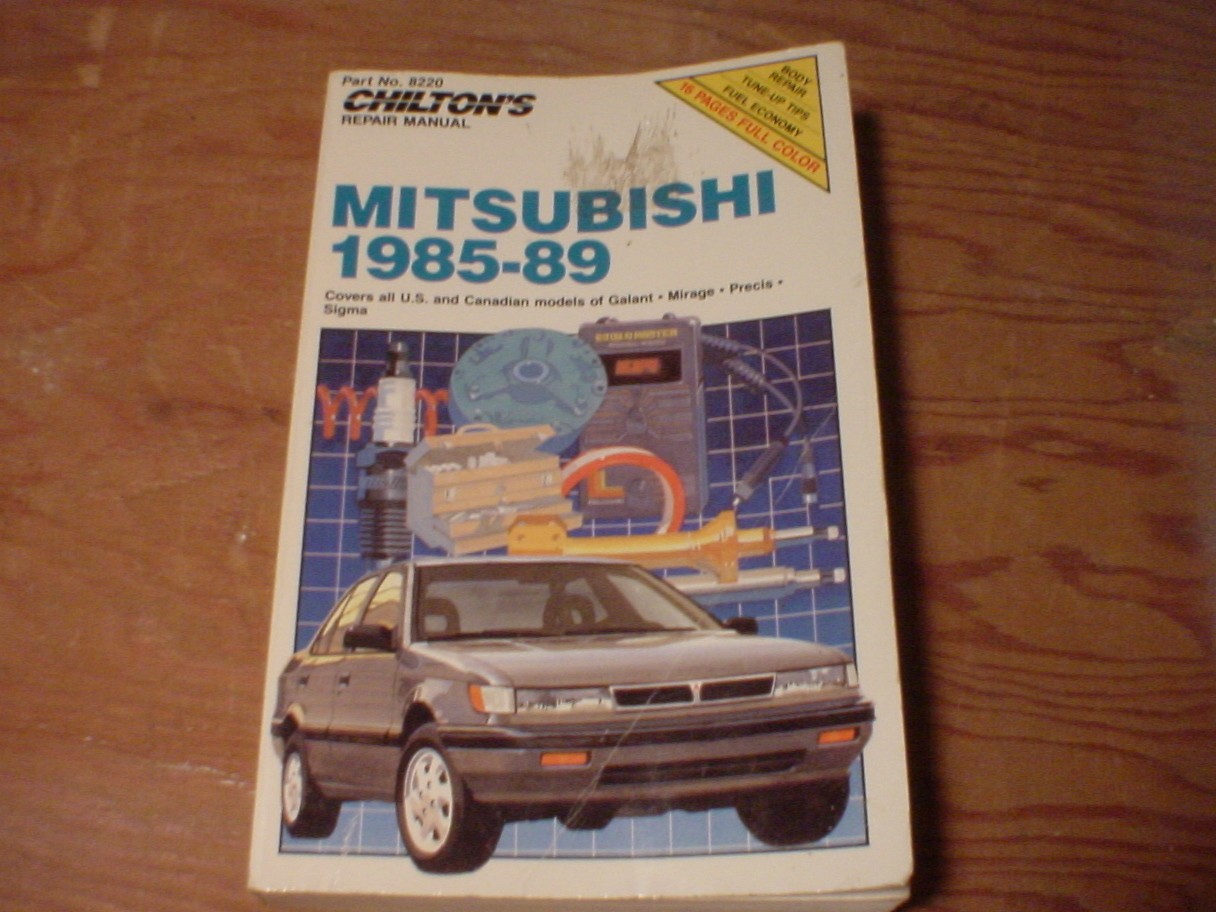 Part No. 8220
CHILTON'S
REPAIR MANUAL
BODY
REPAIR
TUNE-UP TIPS
FUEL ECONOMY
16 PAGES FULL COLOR
MITSUBISHI
1985-89
Covers all U.S. and Canadian models of Galant • Mirage • Precis •
Sigma